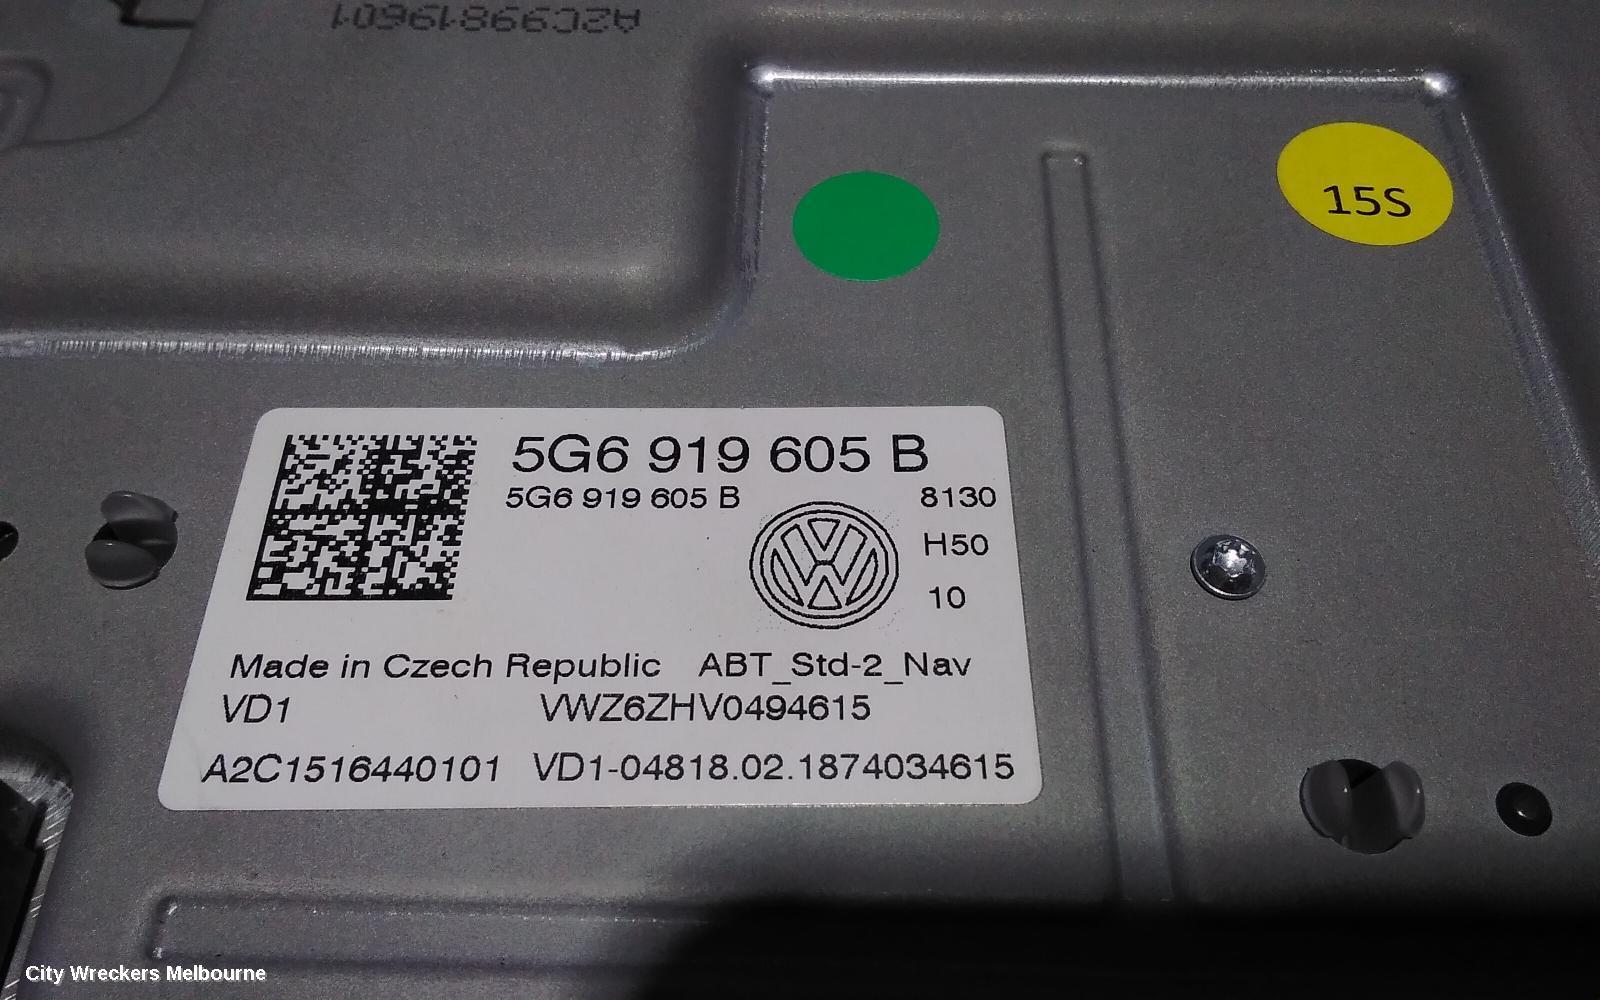 A2C99819601
15S
5G6 919 605 B
5G6 919 605 B 8130
H50
10
Made in Czech Republic ABT_Std-2_Nav
VD1 VWZ6ZHV0494615
A2C1516440101 VD1-04818.02.1874034615
City Wreckers Melbourne